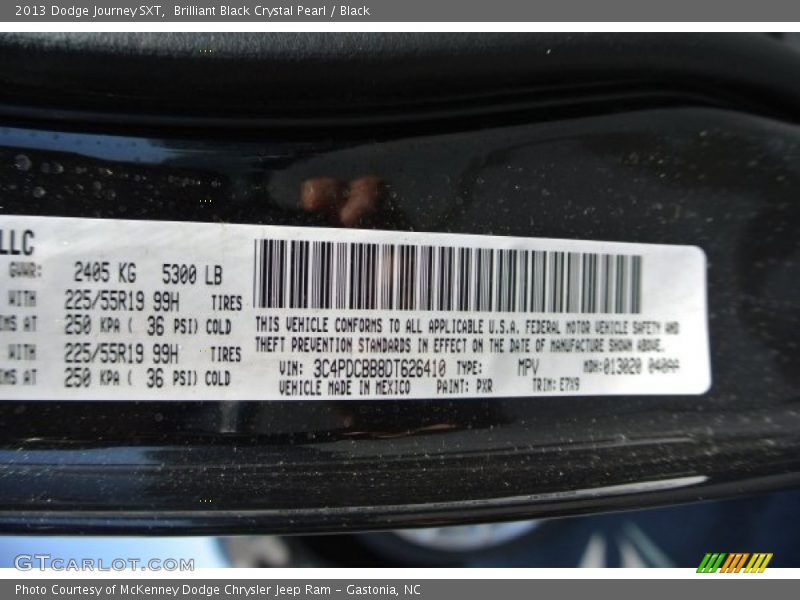 2013 Dodge Journey SXT, Brilliant Black Crystal Pearl / Black
LLC
GVWR: 2405 KG 5300 LB
WITH 225/55R19 99H TIRES
RIMS AT 250 KPA ( 36 PSI) COLD
WITH 225/55R19 99H TIRES
RIMS AT 250 KPA ( 36 PSI) COLD
THIS VEHICLE CONFORMS TO ALL APPLICABLE U.S.A. FEDERAL MOTOR VEHICLE SAFETY AND
THEFT PREVENTION STANDARDS IN EFFECT ON THE DATE OF MANUFACTURE SHOWN ABOVE.
VIN: 3C4PDCBB8DT626410 TYPE: MPV MDH:013020 040AA
VEHICLE MADE IN MEXICO PAINT: PXR TRIM: E7X9
GTCARLOT.COM
Photo Courtesy of McKenney Dodge Chrysler Jeep Ram - Gastonia, NC